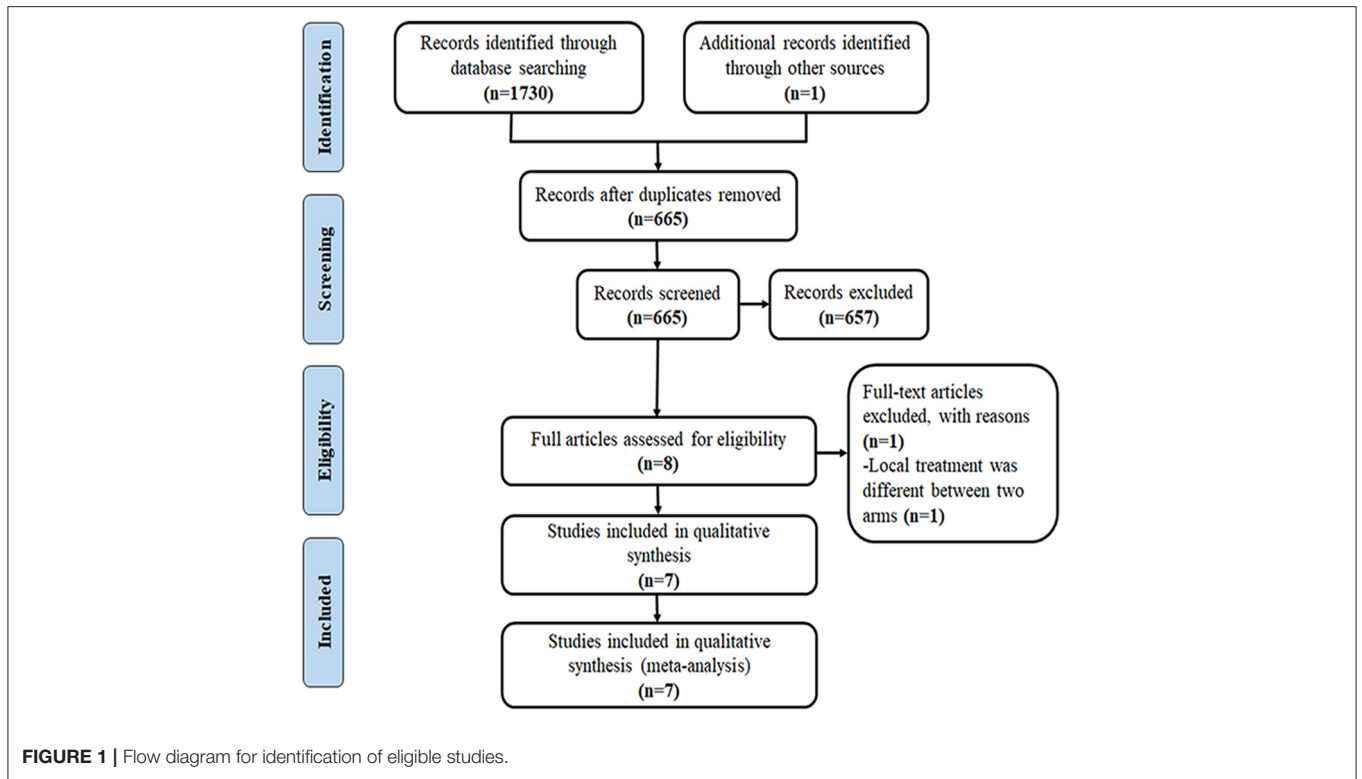 Identification
Records identified through
database searching
(n=1730)
Additional records identified
through other sources
(n=1)
Screening
Records after duplicates removed
(n=665)
Records screened
(n=665)
Records excluded
(n=657)
Eligibility
Full articles assessed for eligibility
(n=8)
Full-text articles
excluded, with reasons
(n=1)
-Local treatment was
different between two
arms (n=1)
Included
Studies included in qualitative
synthesis
(n=7)
Studies included in qualitative
synthesis (meta-analysis)
(n=7)
FIGURE 1 | Flow diagram for identification of eligible studies.